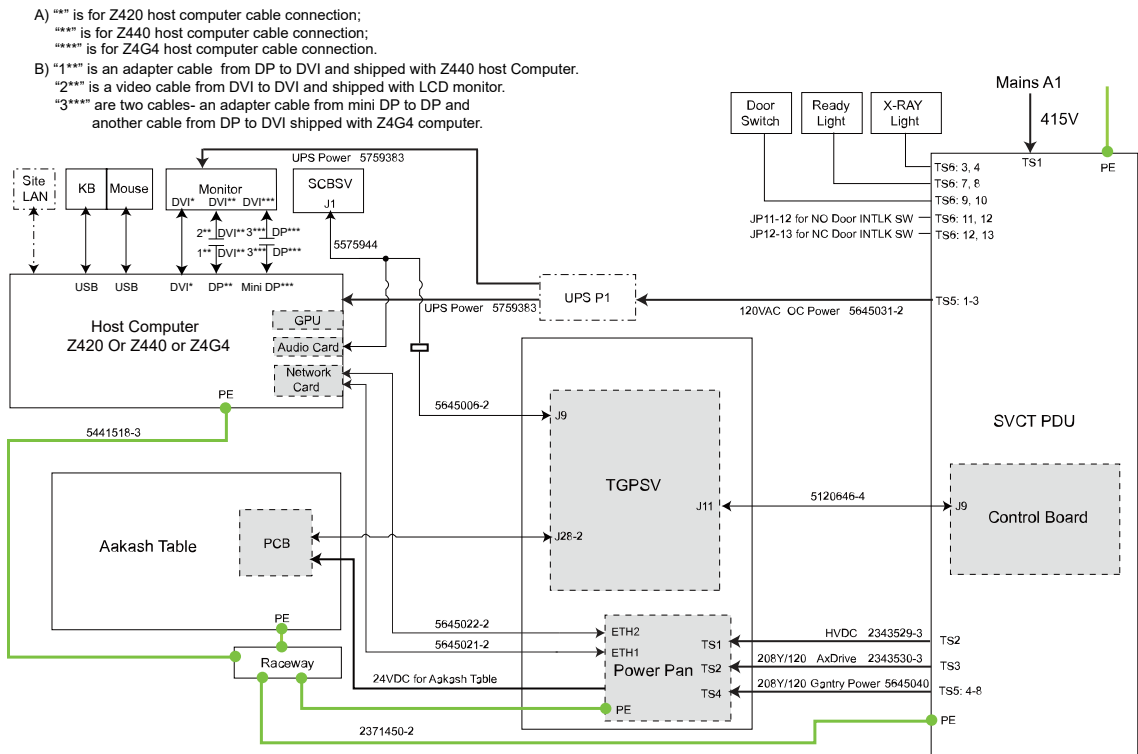 A) “*” is for Z420 host computer cable connection;
“**” is for Z440 host computer cable connection;
“***” is for Z4G4 host computer cable connection.
B) “1**” is an adapter cable from DP to DVI and shipped with Z440 host Computer.
“2**” is a video cable from DVI to DVI and shipped with LCD monitor.
“3***” are two cables- an adapter cable from mini DP to DP and
another cable from DP to DVI shipped with Z4G4 computer.
Mains A1
415V
Door
Switch
Ready
Light
X-RAY
Light
TS1
PE
TS6: 3, 4
TS6: 7, 8
TS6: 9, 10
JP11-12 for NO Door INTLK SW
TS6: 11, 12
JP12-13 for NC Door INTLK SW
TS6: 12, 13
UPS Power 5759383
Site
LAN
KB
Mouse
Monitor
DVI* DVI** DVI***
SCBSV
J1
2** DVI** 3*** DP***
1** DVI** 3*** DP***
5575944
USB USB DVI* DP** Mini DP***
Host Computer
Z420 Or Z440 or Z4G4
GPU
Audio Card
Network
Card
PE
UPS Power 5759383
UPS P1
120VAC OC Power 5645031-2
TS5: 1-3
5441518-3
5645006-2
J9
TGPSV
J11
J28-2
5120646-4
SVCT PDU
J9
Control Board
Aakash Table
PCB
PE
Raceway
5645022-2
5645021-2
24VDC for Aakash Table
ETH2
ETH1
Power Pan
TS1
TS2
TS4
PE
HVDC 2343529-3
TS2
208Y/120 AxDrive 2343530-3
TS3
208Y/120 Gantry Power 5645040
TS5: 4-8
PE
2371450-2